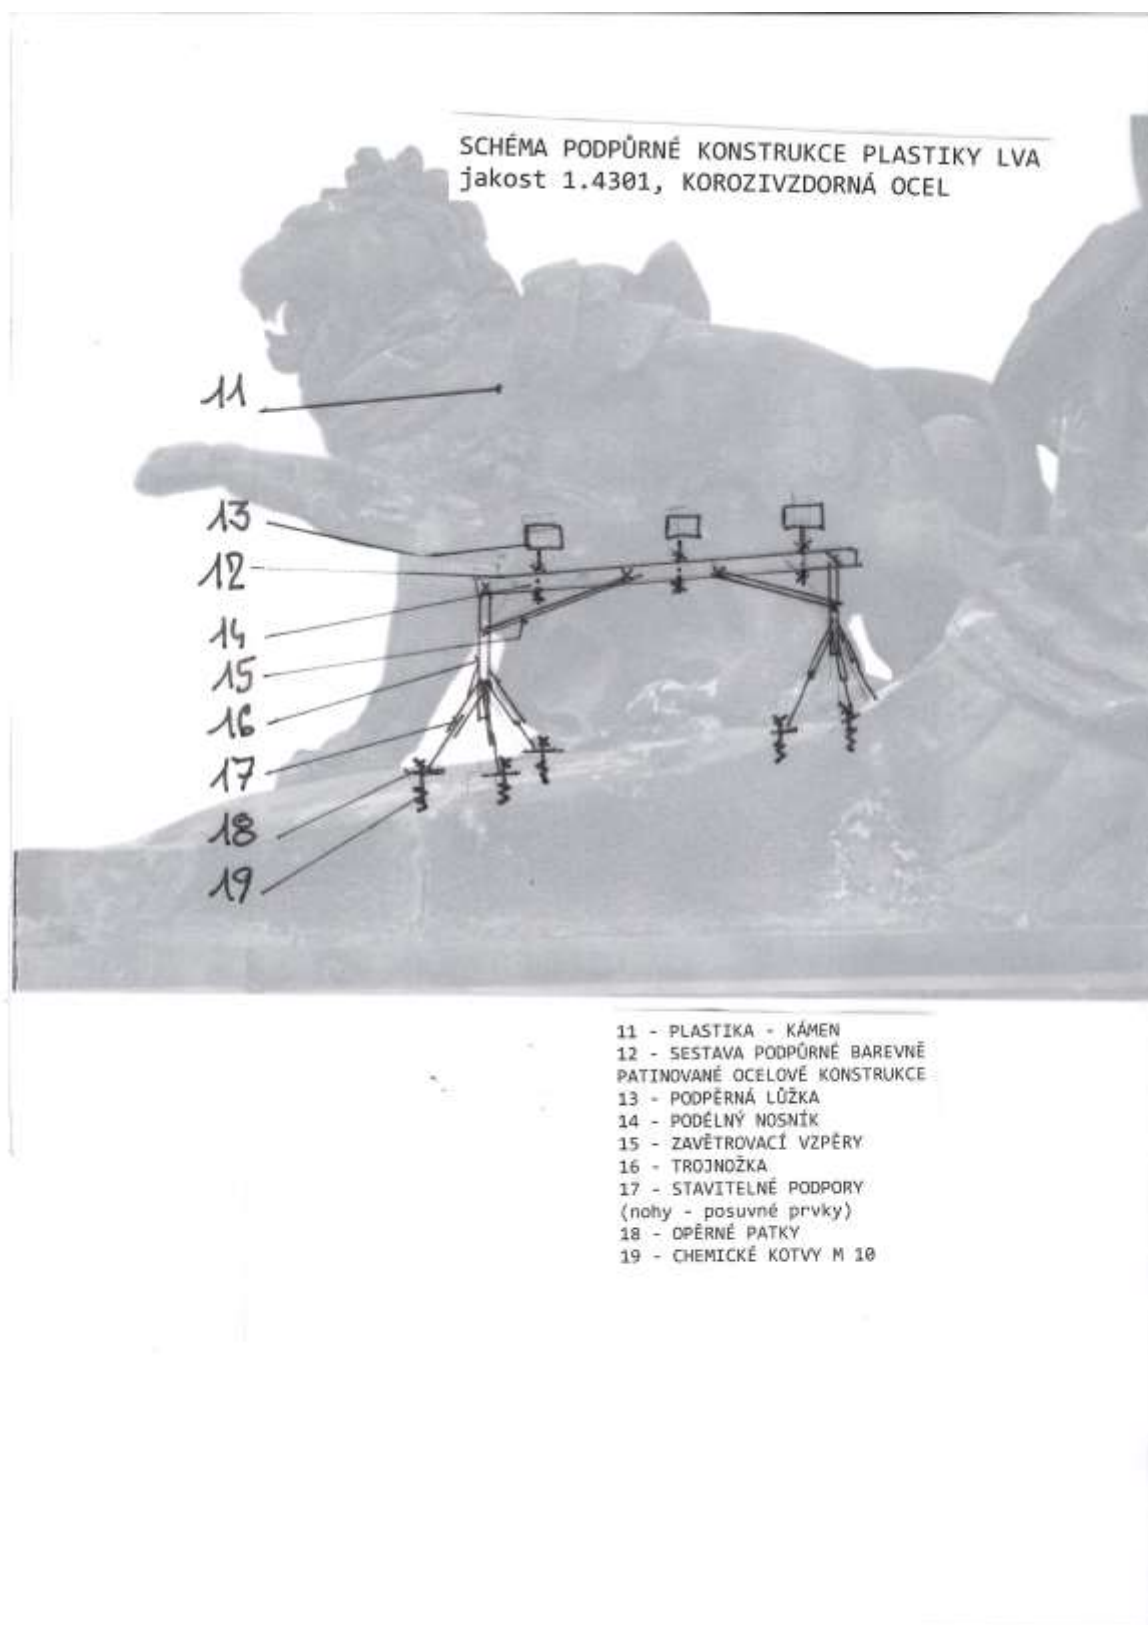 SCHÉMA PODPŮRNÉ KONSTRUKCE PLASTIKY LVA
jakost 1.4301, KOROZIVZDORNÁ OCEL
11
13
12
14
15
16
17
18
19
11 - PLASTIKA - KÁMEN
12 - SESTAVA PODPŮRNÉ BAREVNĚ
PATINOVANÉ OCELOVÉ KONSTRUKCE
13 - PODPĚRNÁ LŮŽKA
14 - PODÉLNÝ NOSNÍK
15 - ZAVĚTROVACÍ VZPĚRY
16 - TROJNOŽKA
17 - STAVITELNÉ PODPORY
(nohy - posuvné prvky)
18 - OPĚRNÉ PATKY
19 - CHEMICKÉ KOTVY M 10